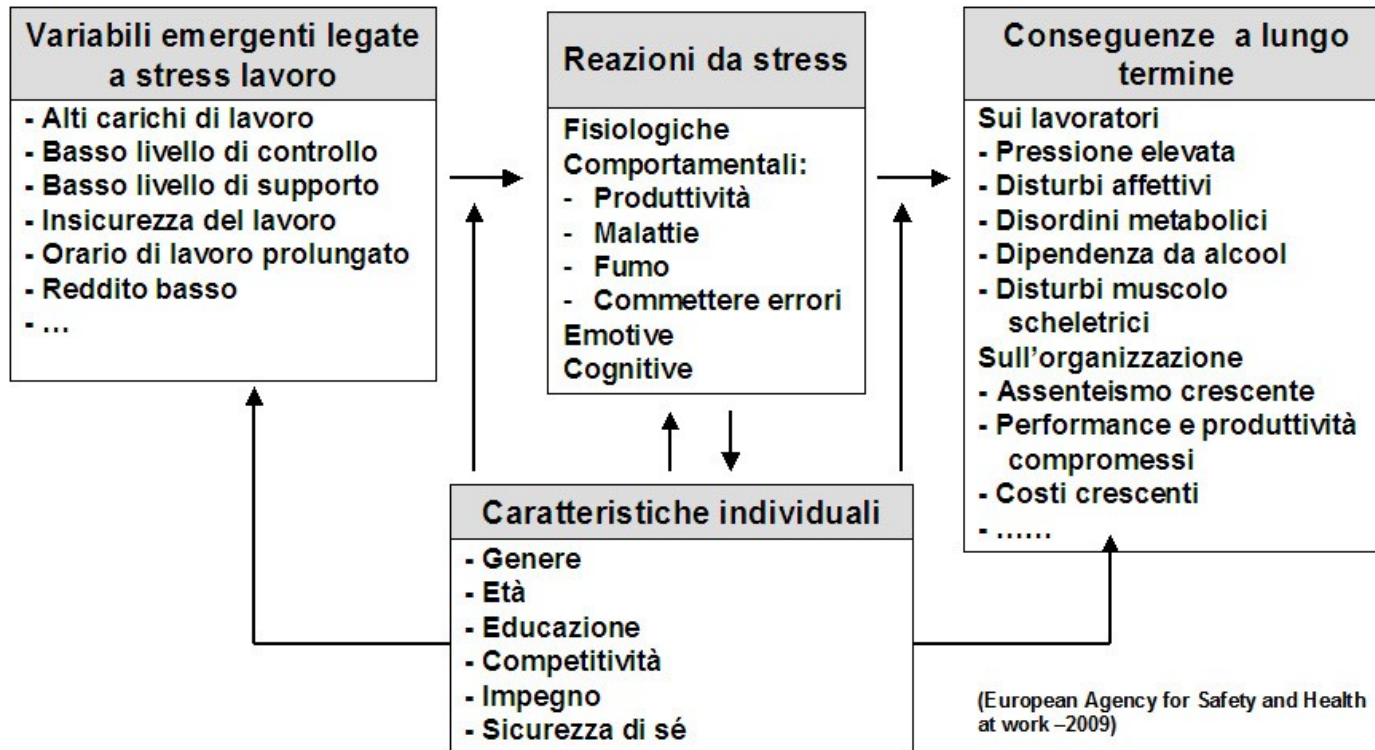 Variabili emergenti legate
a stress lavoro
- Alti carichi di lavoro
- Basso livello di controllo
- Basso livello di supporto
- Insicurezza del lavoro
- Orario di lavoro prolungato
- Reddito basso
- ...
Reazioni da stress
Fisiologiche
Comportamentali:
- Produttività
- Malattie
- Fumo
- Commettere errori
Emotive
Cognitive
Conseguenze a lungo
termine
Sui lavoratori
- Pressione elevata
- Disturbi affettivi
- Disordini metabolici
- Dipendenza da alcool
- Disturbi muscolo
scheletrici
Sull'organizzazione
- Assenteismo crescente
- Performance e produttività
compromessi
- Costi crescenti
- ......
Caratteristiche individuali
- Genere
- Età
- Educazione
- Competitività
- Impegno
- Sicurezza di sé
(European Agency for Safety and Health
at work –2009)